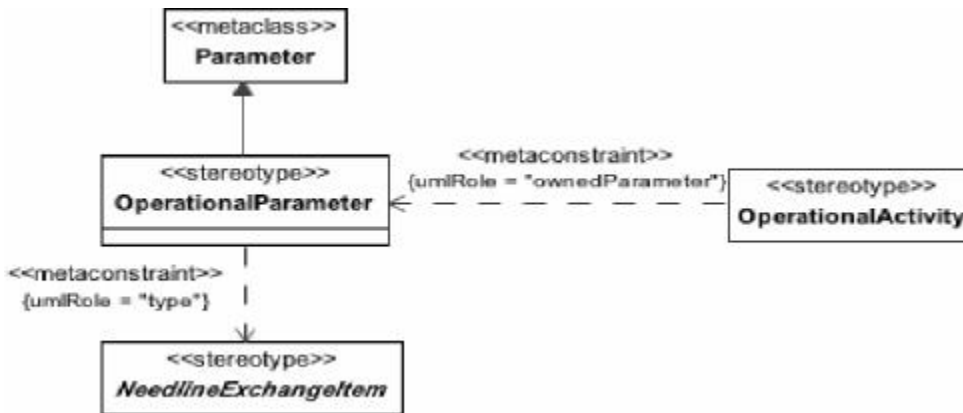 <<metaclass>>
Parameter
<<stereotype>>
OperationalParameter
<<metaconstraint>>
{umlRole = "ownedParameter"}
<<stereotype>>
OperationalActivity
<<metaconstraint>>
{umlRole = "type"}
<<stereotype>>
NeedlineExchangeItem